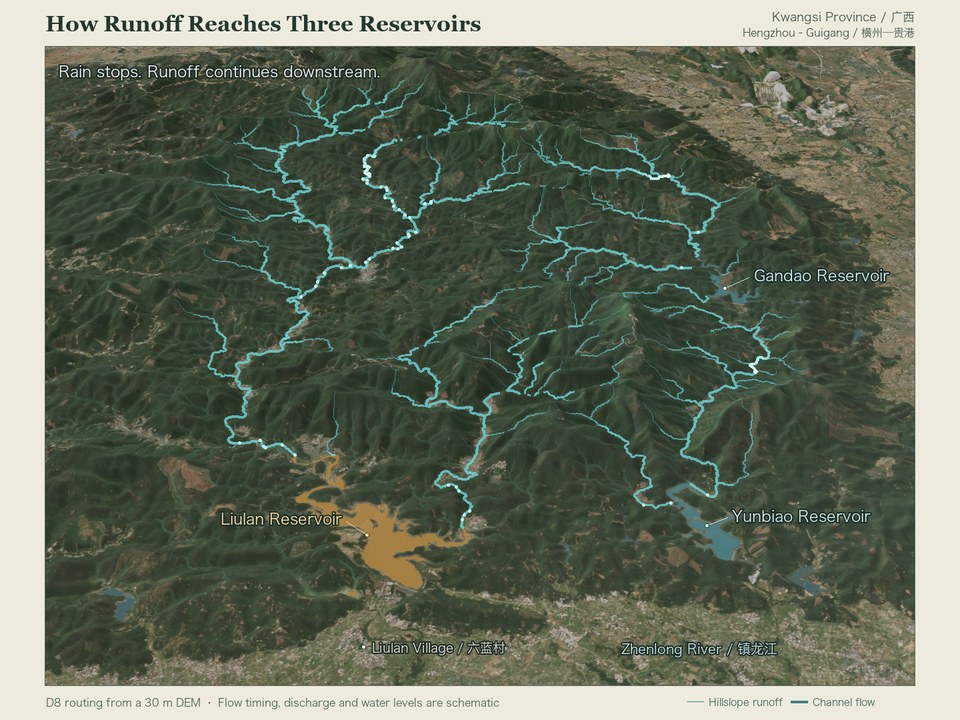 How Runoff Reaches Three Reservoirs
Kwangsi Province / 广西
Hengzhou - Guigang / 横州—贵港
Rain stops. Runoff continues downstream.
Gandao Reservoir
Liulan Reservoir
Yunbiao Reservoir
Liulan Village / 六蓝村
Zhenlong River / 镇龙江
D8 routing from a 30 m DEM · Flow timing, discharge and water levels are schematic
Hillslope runoff
Channel flow